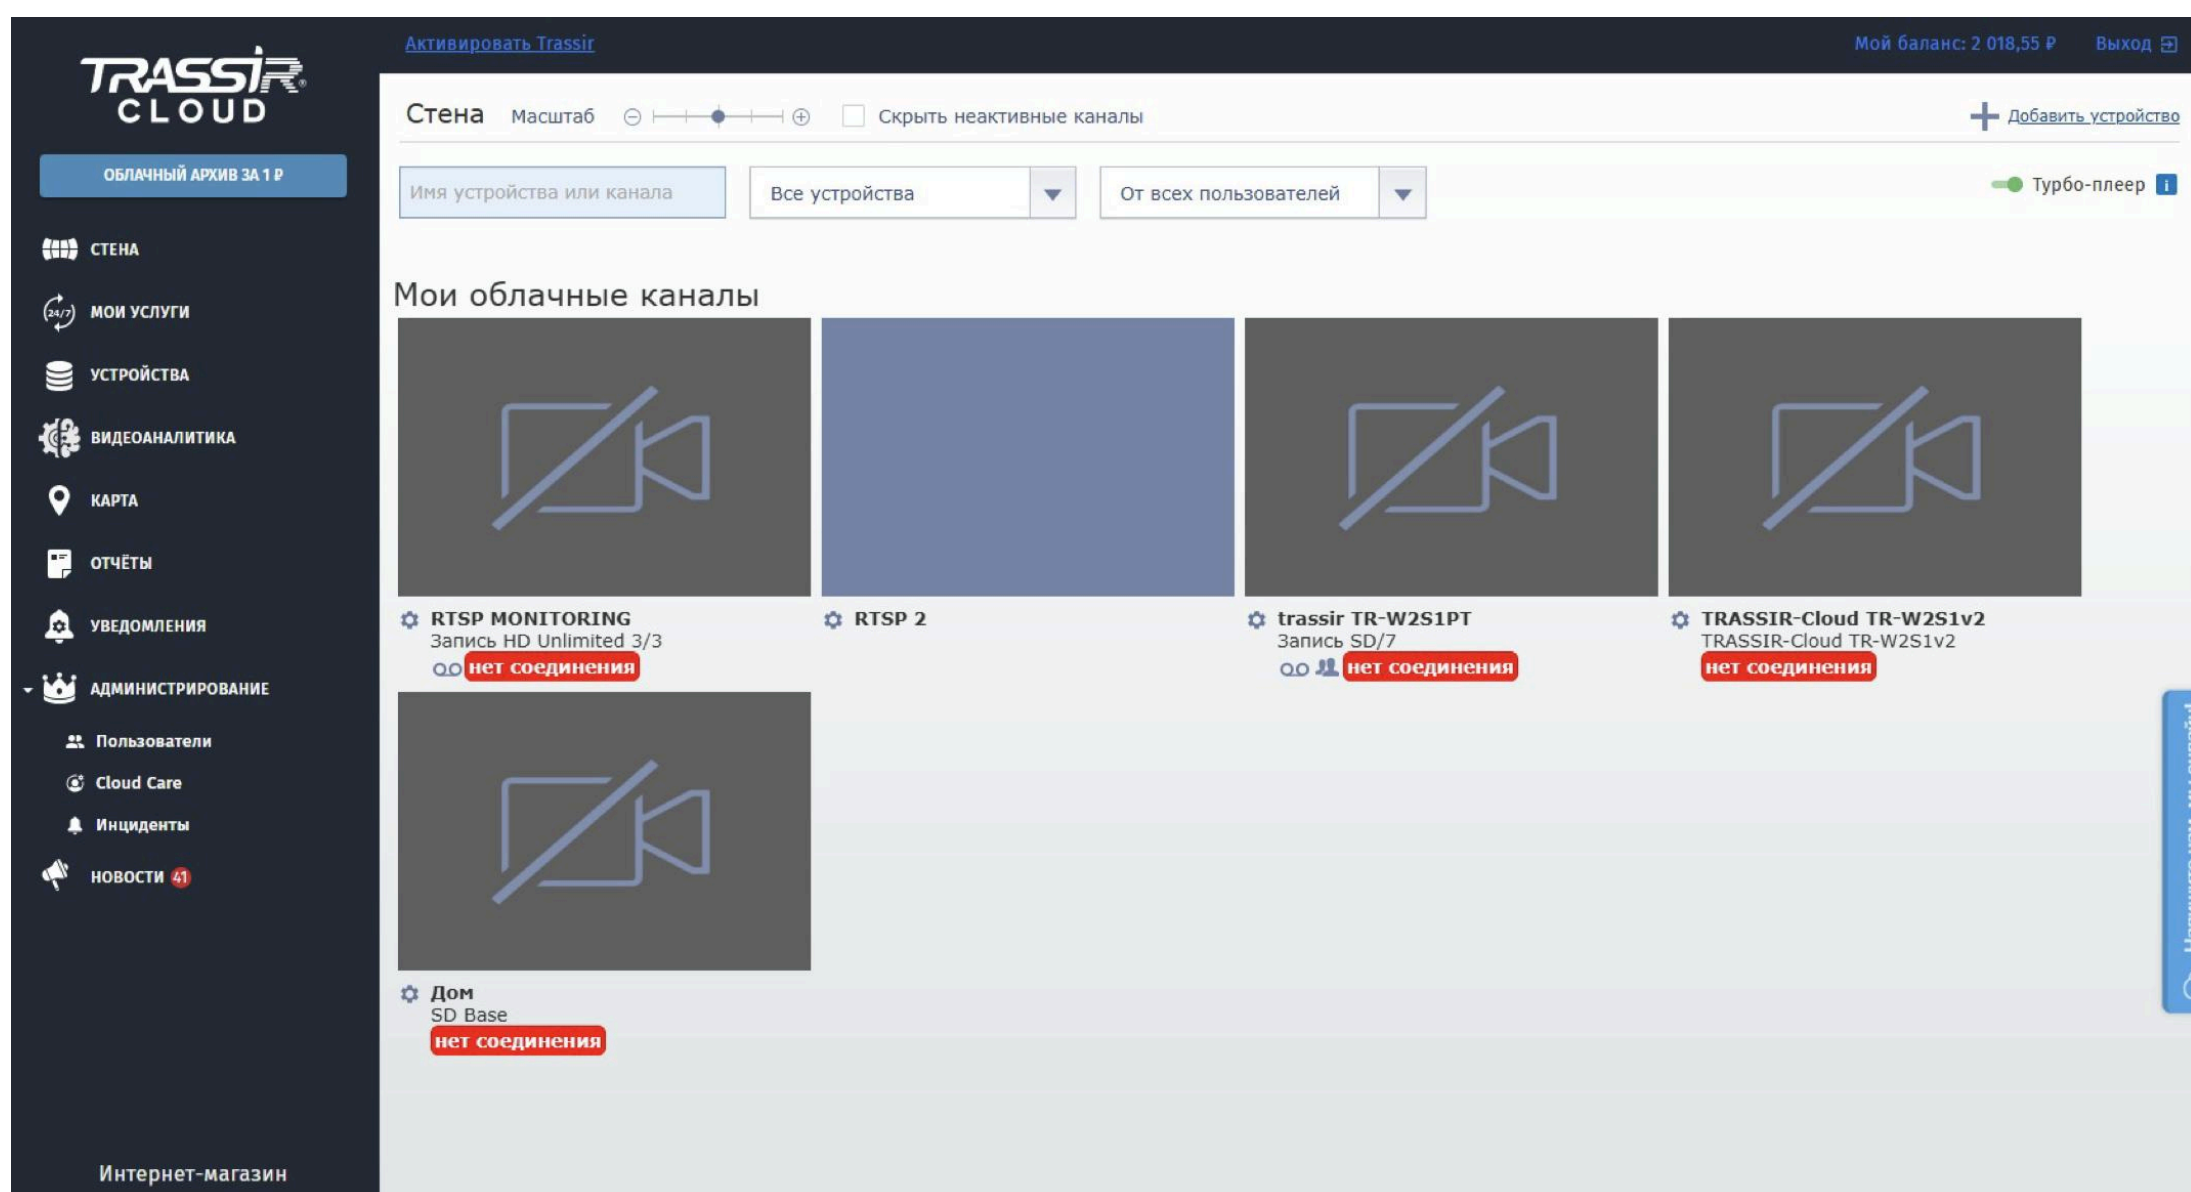 TRASSIR®
CLOUD
Активировать Trassir
Мой баланс: 2 018,55 ₽
Выход
ОБЛАЧНЫЙ АРХИВ ЗА 1 ₽
Стена
Масштаб
Скрыть неактивные каналы
Добавить устройство
Имя устройства или канала
Все устройства
От всех пользователей
Турбо-плеер i
СТЕНА
24/7 МОИ УСЛУГИ
УСТРОЙСТВА
ВИДЕОАНАЛИТИКА
КАРТА
ОТЧЁТЫ
УВЕДОМЛЕНИЯ
АДМИНИСТРИРОВАНИЕ
Пользователи
Cloud Care
Инциденты
НОВОСТИ 41
Интернет-магазин
Мои облачные каналы
RTSP MONITORING
Запись HD Unlimited 3/3
нет соединения
RTSP 2
trassir TR-W2S1PT
Запись SD/7
нет соединения
TRASSIR-Cloud TR-W2S1v2
TRASSIR-Cloud TR-W2S1v2
нет соединения
Дом
SD Base
нет соединения